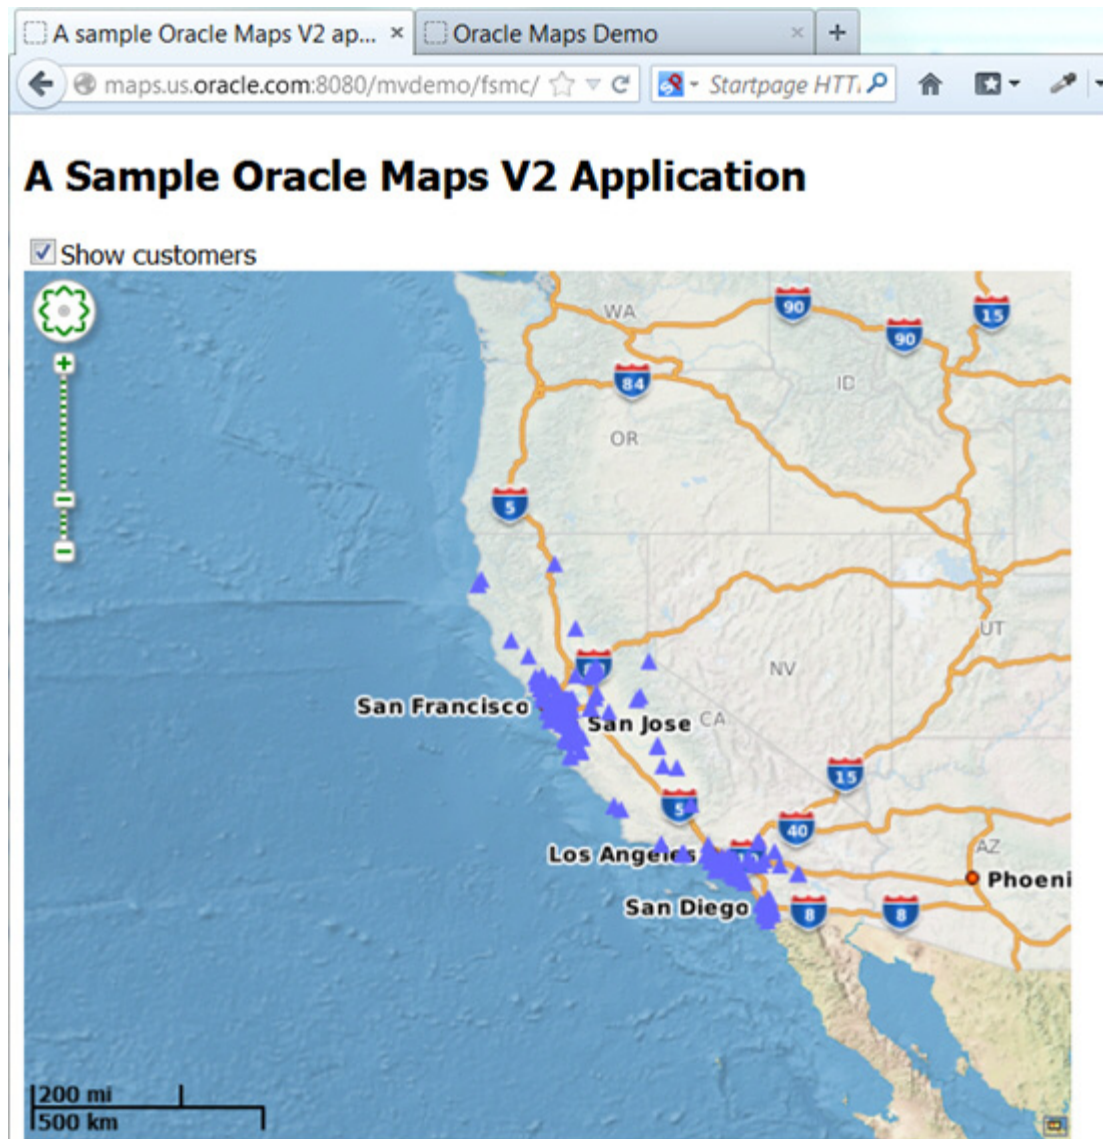 A sample Oracle Maps V2 ap... × Oracle Maps Demo × +
maps.us.oracle.com:8080/mvdemo/fsmc/ Startpage HTT
A Sample Oracle Maps V2 Application
Show customers
WA
90
15
90
84
ID
OR
5
UT
NV
San Francisco
San Jose
CA
15
5
40
Los Angeles
AZ
Phoeni
San Diego
8
8
200 mi
500 km